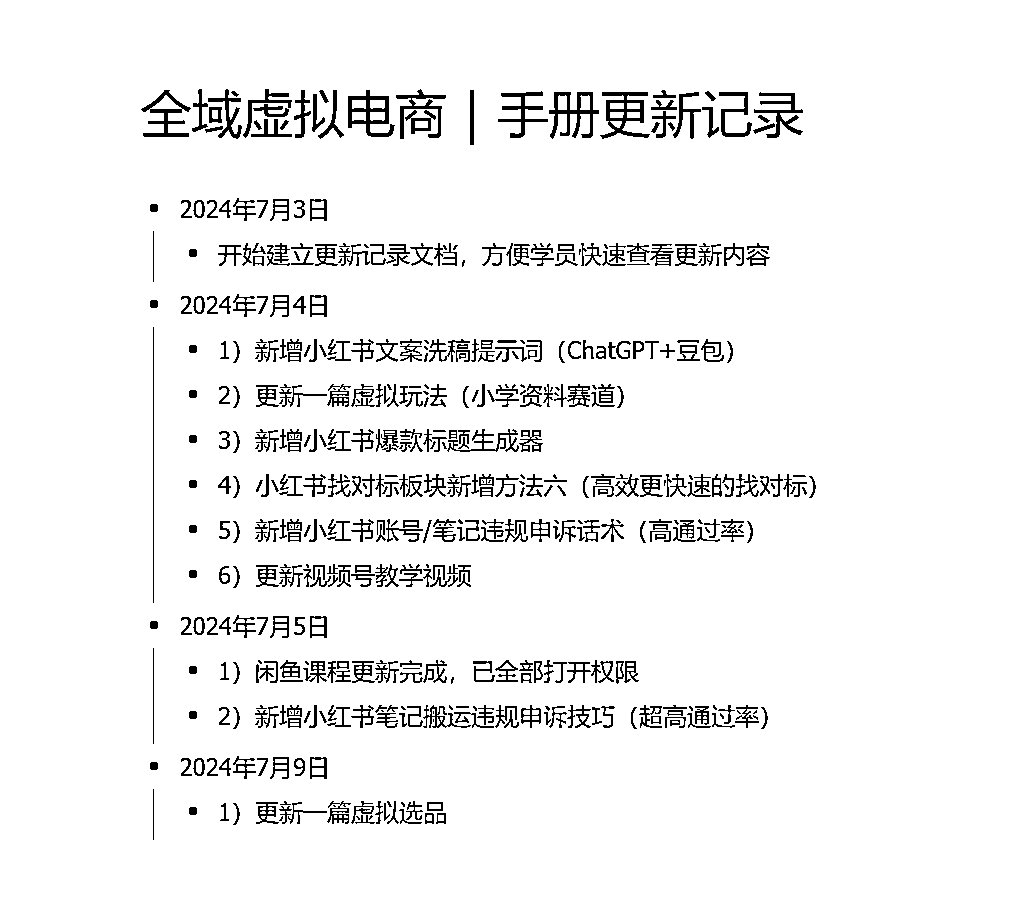 全域虚拟电商｜手册更新记录
2024年7月3日
开始建立更新记录文档，方便学员快速查看更新内容
2024年7月4日
1）新增小红书文案洗稿提示词（ChatGPT+豆包）
2）更新一篇虚拟玩法（小学资料赛道）
3）新增小红书爆款标题生成器
4）小红书找对标板块新增方法六（高效更快速的找对标）
5）新增小红书账号/笔记违规申诉话术（高通过率）
6）更新视频号教学视频
2024年7月5日
1）闲鱼课程更新完成，已全部打开权限
2）新增小红书笔记搬运违规申诉技巧（超高通过率）
2024年7月9日
1）更新一篇虚拟选品